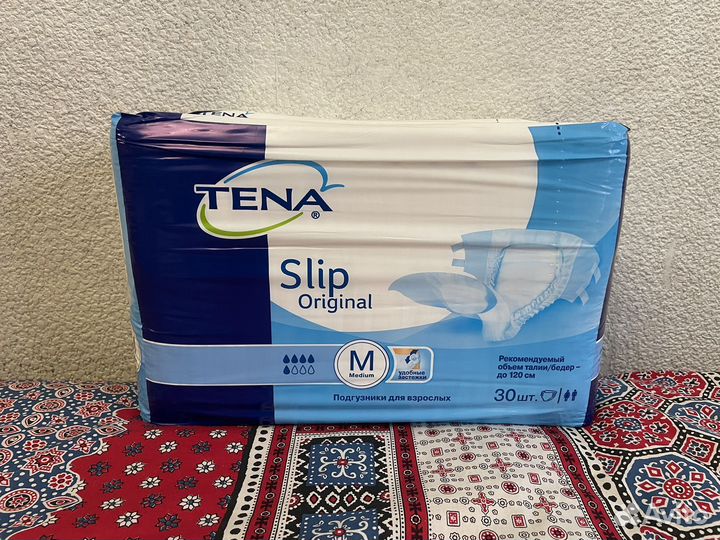 TENA
TENA®
Slip
Original
M
Medium
удобные
застежки
Рекомендуемый
объем талии/бедер –
до 120 см
Подгузники для взрослых
30 шт.
Avito